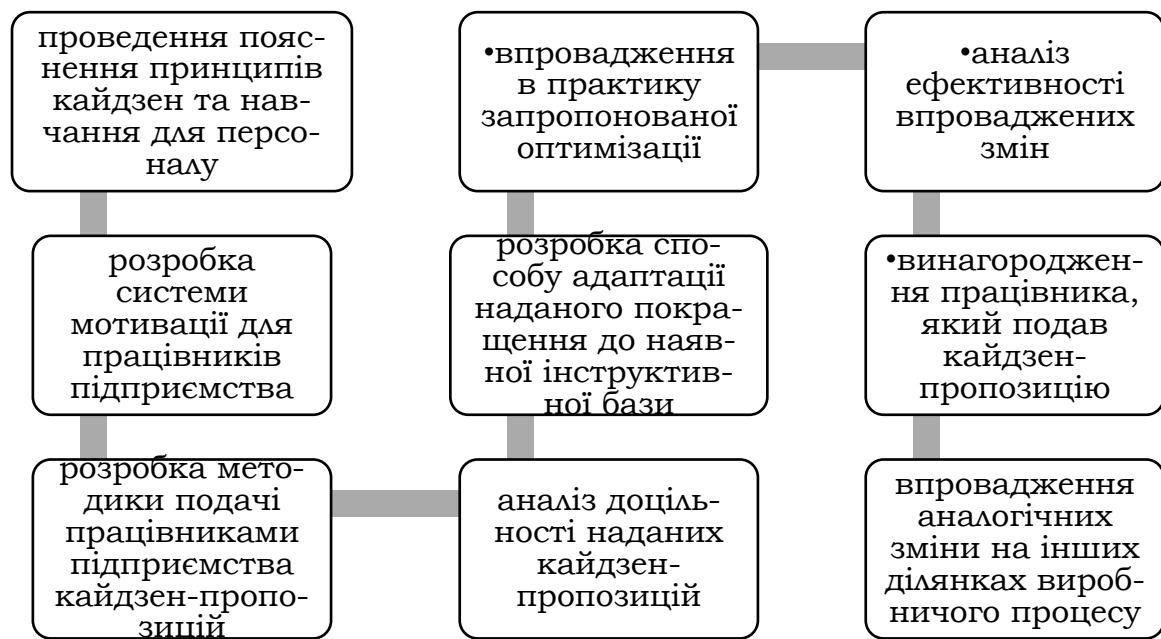 проведення пояс-
нення принципів
кайдзен та нав-
чання для персо-
налу
розробка
системи
мотивації для
працівників
підприємства
розробка мето-
дики подачі
працівниками
підприємства
кайдзен-пропо-
зицій
аналіз доціль-
ності наданих
кайдзен-
пропозицій
розробка спо-
собу адаптації
наданого покра-
щення до наяв-
ної інструктив-
ної бази
•впровадження
в практику
запропонованої
оптимізації
•аналіз
ефективності
впроваджених
змін
•винагороджен-
ня працівника,
який подав
кайдзен-
пропозицію
впровадження
аналогічних
зміни на інших
ділянках вироб-
ничого процесу